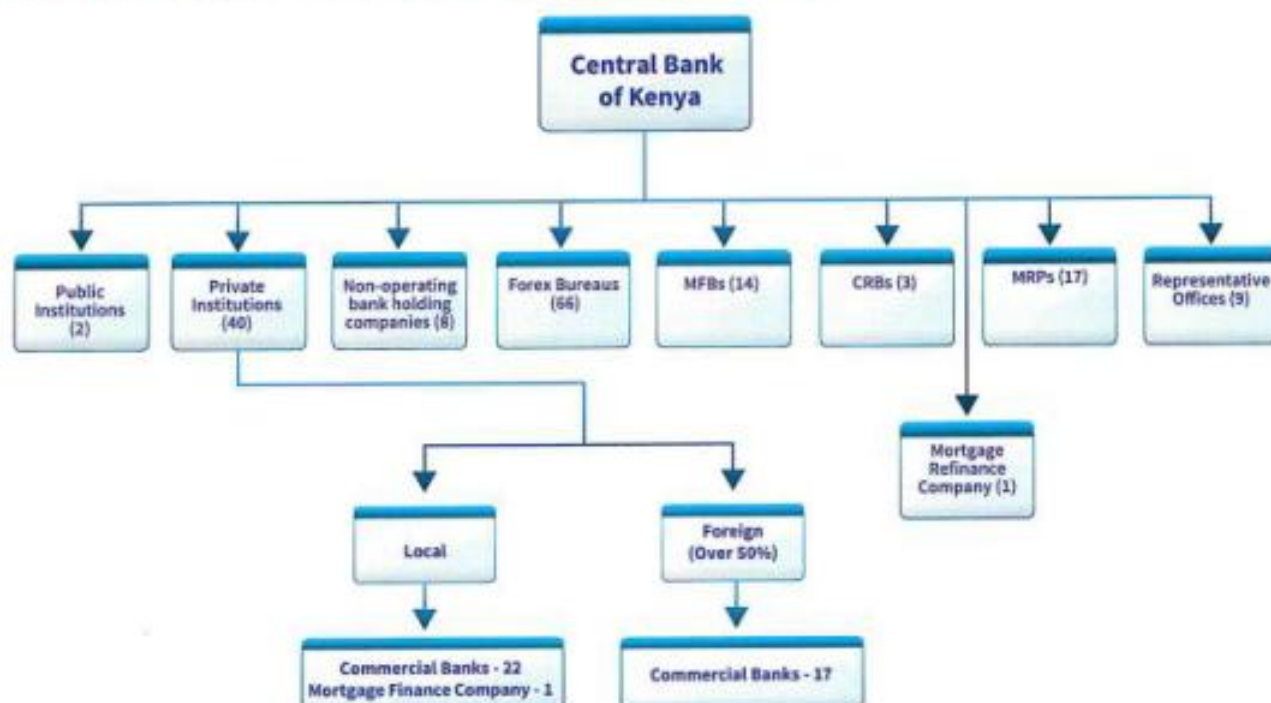 Central Bank
of Kenya
Public
Institutions
(2)
Private
Institutions
(40)
Non-operating
bank holding
companies (8)
Forex Bureaus
(66)
MFBs (14)
CRBs (3)
MRPs (17)
Representative
Offices (9)
Mortgage
Refinance
Company (1)
Local
Foreign
(Over 50%)
Commercial Banks - 22
Mortgage Finance Company - 1
Commercial Banks - 17